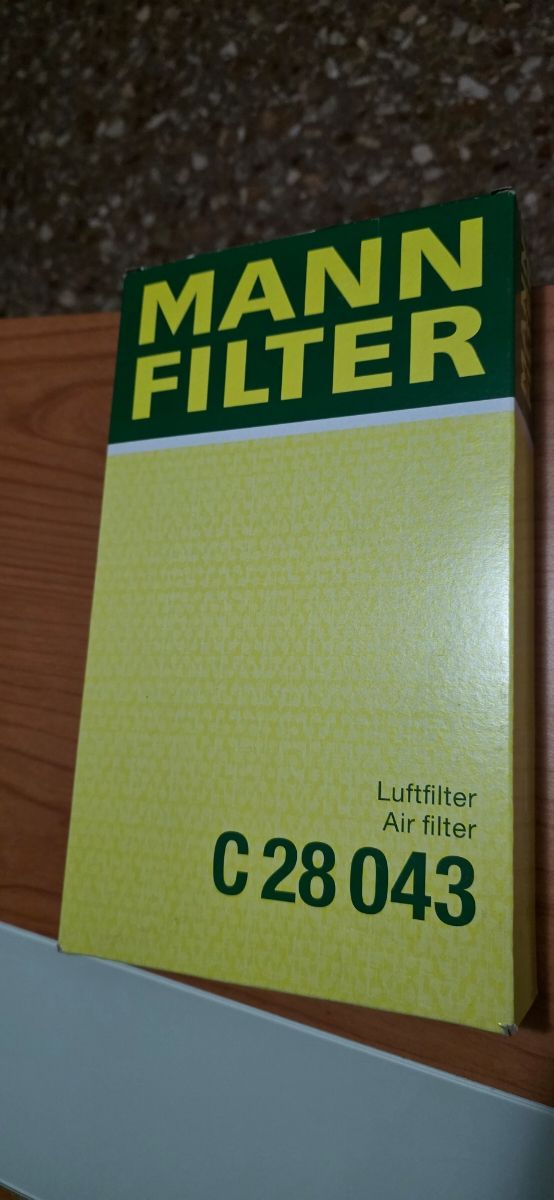 MANN
FILTER
Luftfilter
Air filter
C 28 043